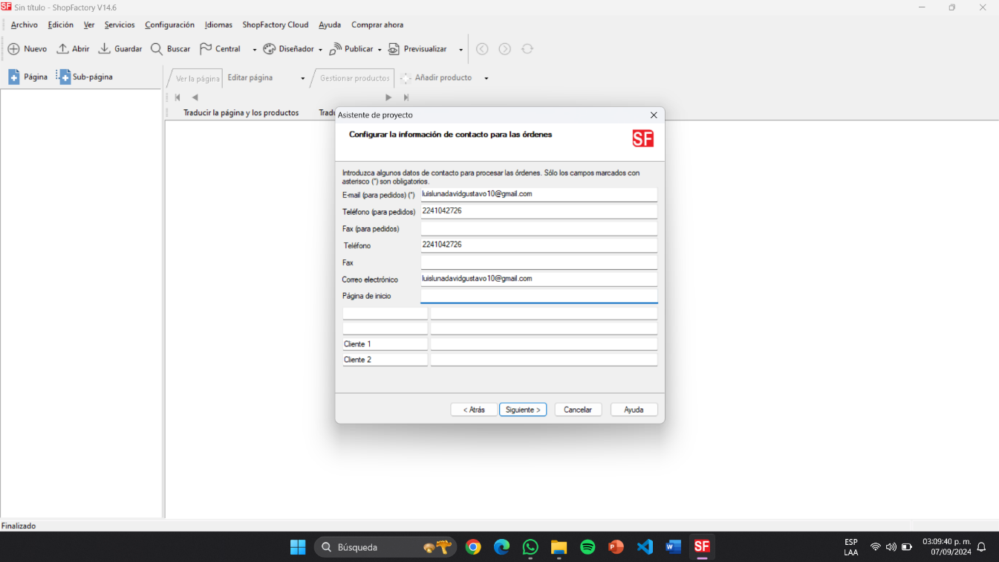 SF Sin título - ShopFactory V14.6
Archivo Edición Ver Servicios Configuración Idiomas ShopFactory Cloud Ayuda Comprar ahora
Nuevo Abrir Guardar Buscar Central Diseñador Publicar Previsualizar
Página Sub-página Ver la página Editar página Gestionar productos Añadir producto
Traducir la página y los productos Tradu
Asistente de proyecto
Configurar la información de contacto para las órdenes
SF
Introduzca algunos datos de contacto para procesar las órdenes. Sólo los campos marcados con
asterisco (*) son obligatorios.
E-mail (para pedidos) (*) luislunadavidgustavo10@gmail.com
Teléfono (para pedidos) 2241042726
Fax (para pedidos)
Teléfono 2241042726
Fax
Correo electrónico luislunadavidgustavo10@gmail.com
Página de inicio
Cliente 1
Cliente 2
< Atrás Siguiente > Cancelar Ayuda
Finalizado
Búsqueda
P W SF
ESP
LAA
03:09:40 p. m.
07/09/2024